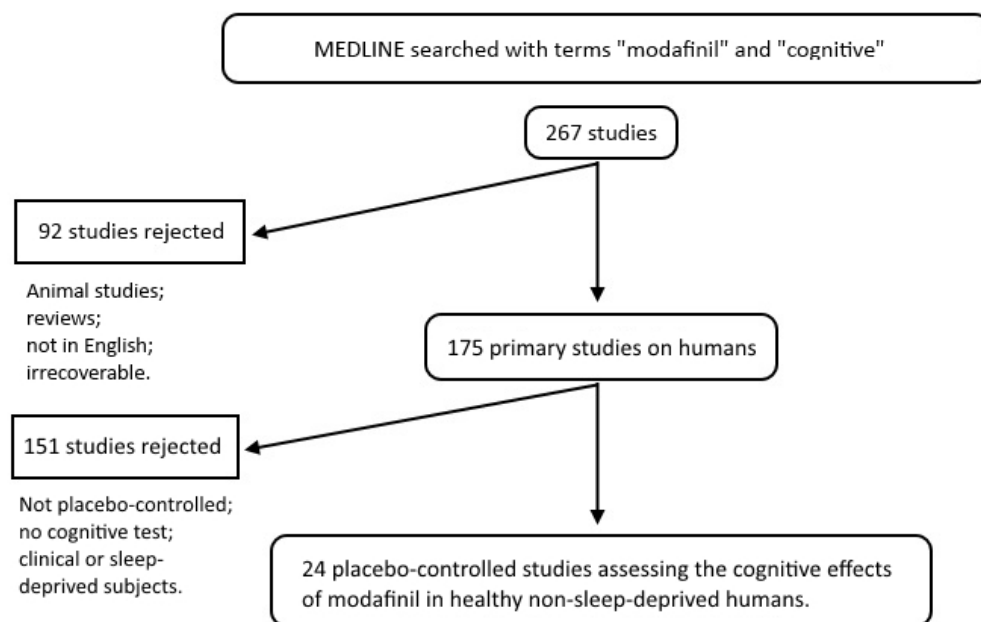 MEDLINE searched with terms "modafinil" and "cognitive"
267 studies
92 studies rejected
Animal studies;
reviews;
not in English;
irrecoverable.
175 primary studies on humans
151 studies rejected
Not placebo-controlled;
no cognitive test;
clinical or sleep-
deprived subjects.
24 placebo-controlled studies assessing the cognitive effects
of modafinil in healthy non-sleep-deprived humans.